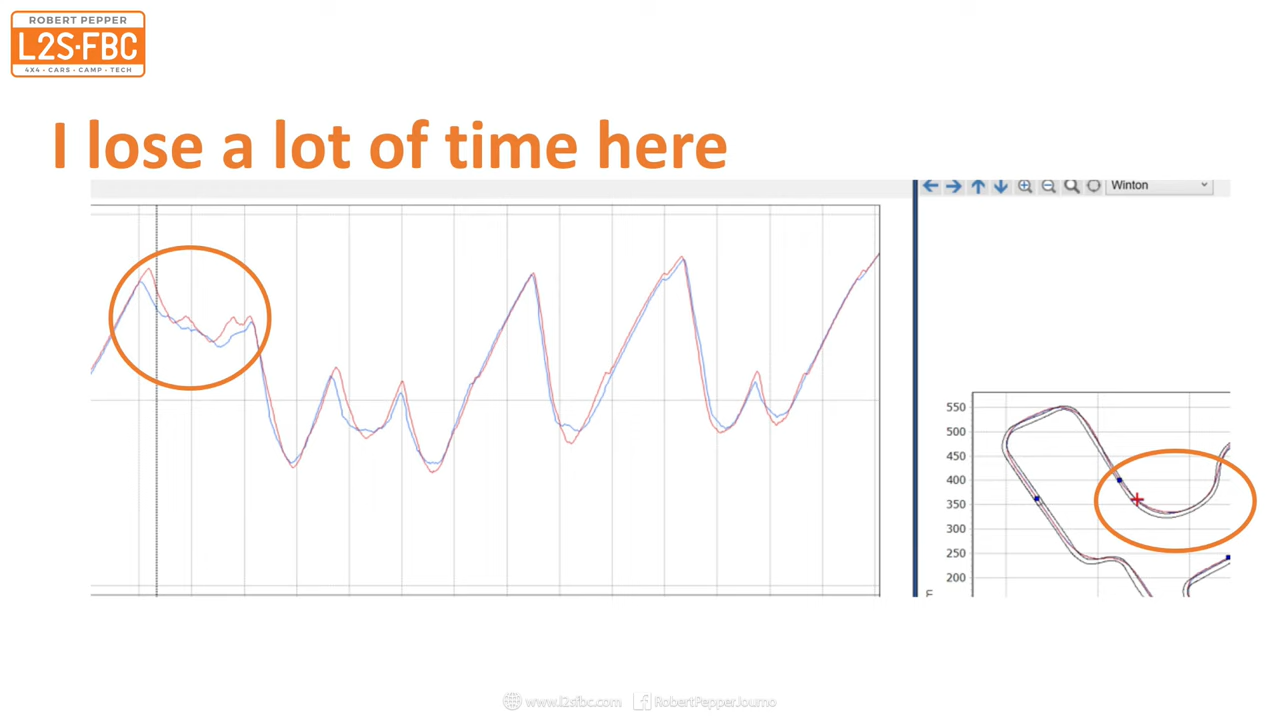 ROBERT PEPPER
L2S·FBC
4X4 • CARS • CAMP • TECH
I lose a lot of time here
Winton
550
500
450
400
350
300
250
200
www.l2sfbc.com
RobertPepperJourno